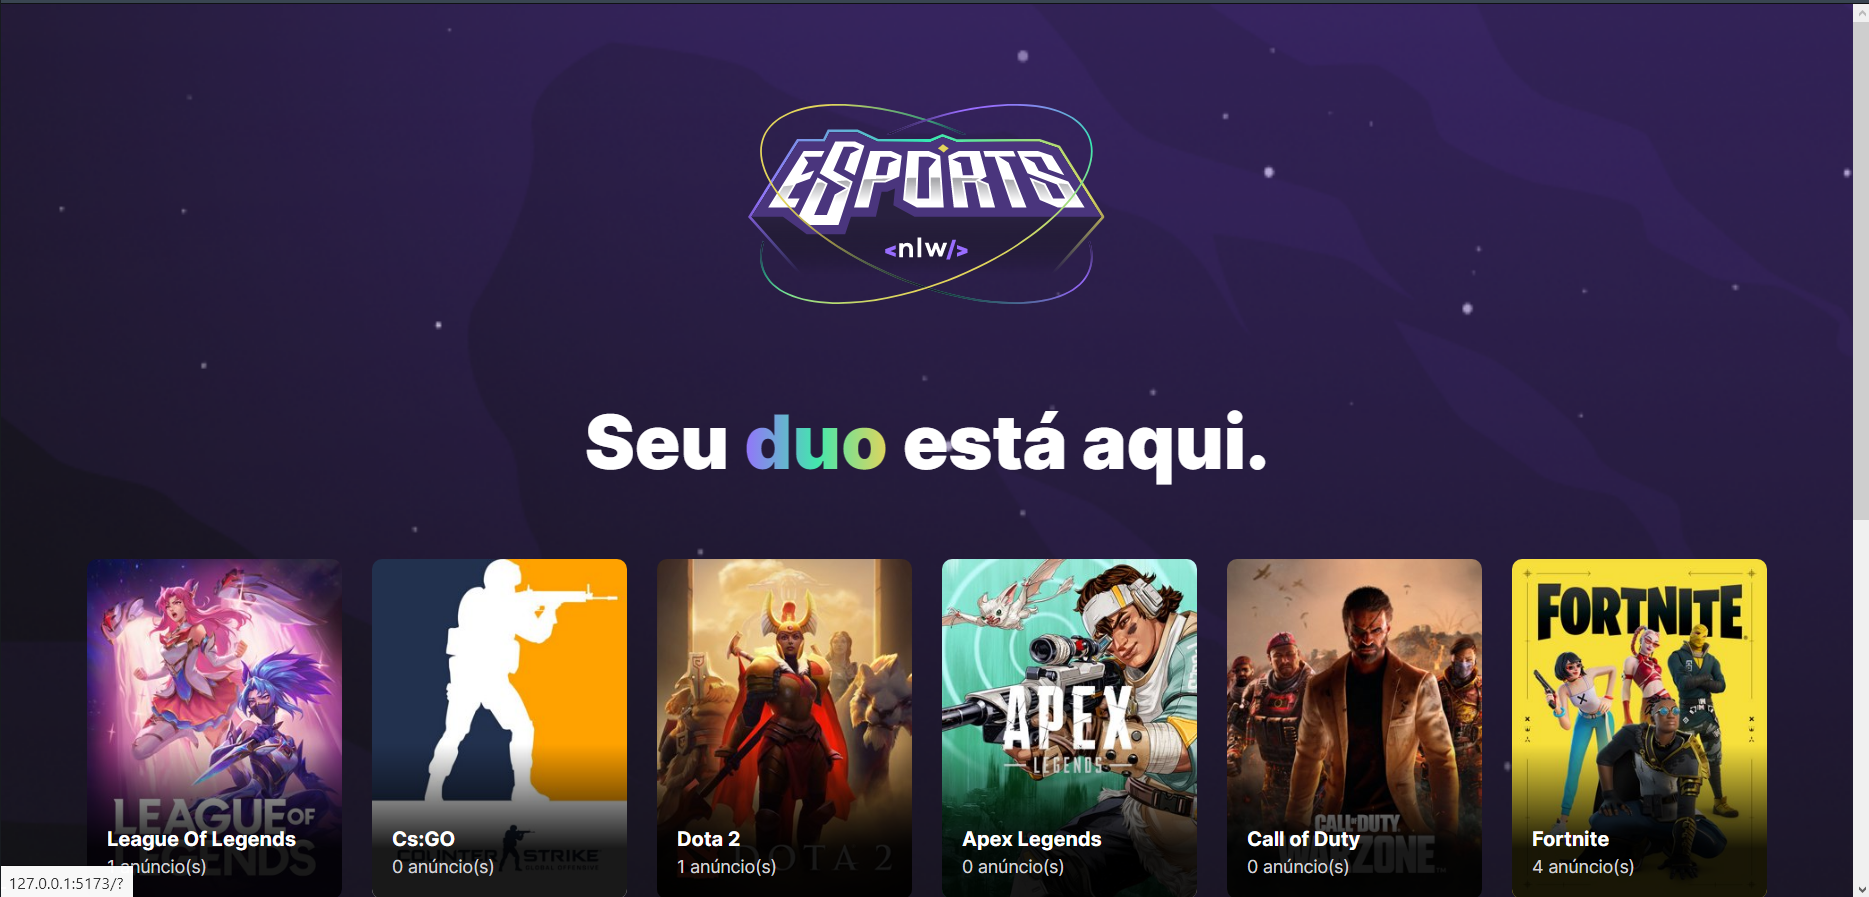 ESPORTS
<nlw/>
Seu duo está aqui.
LEAGUE OF
LEGENDS
League Of Legends
1 anúncio(s)
COUNTER STRIKE
GLOBAL OFFENSIVE
Cs:GO
0 anúncio(s)
DOTA 2
Dota 2
1 anúncio(s)
APEX
LEGENDS
Apex Legends
0 anúncio(s)
CALL OF DUTY
WARZONE
Call of Duty
0 anúncio(s)
FORTNITE
Fortnite
4 anúncio(s)
127.0.0.1:5173/?